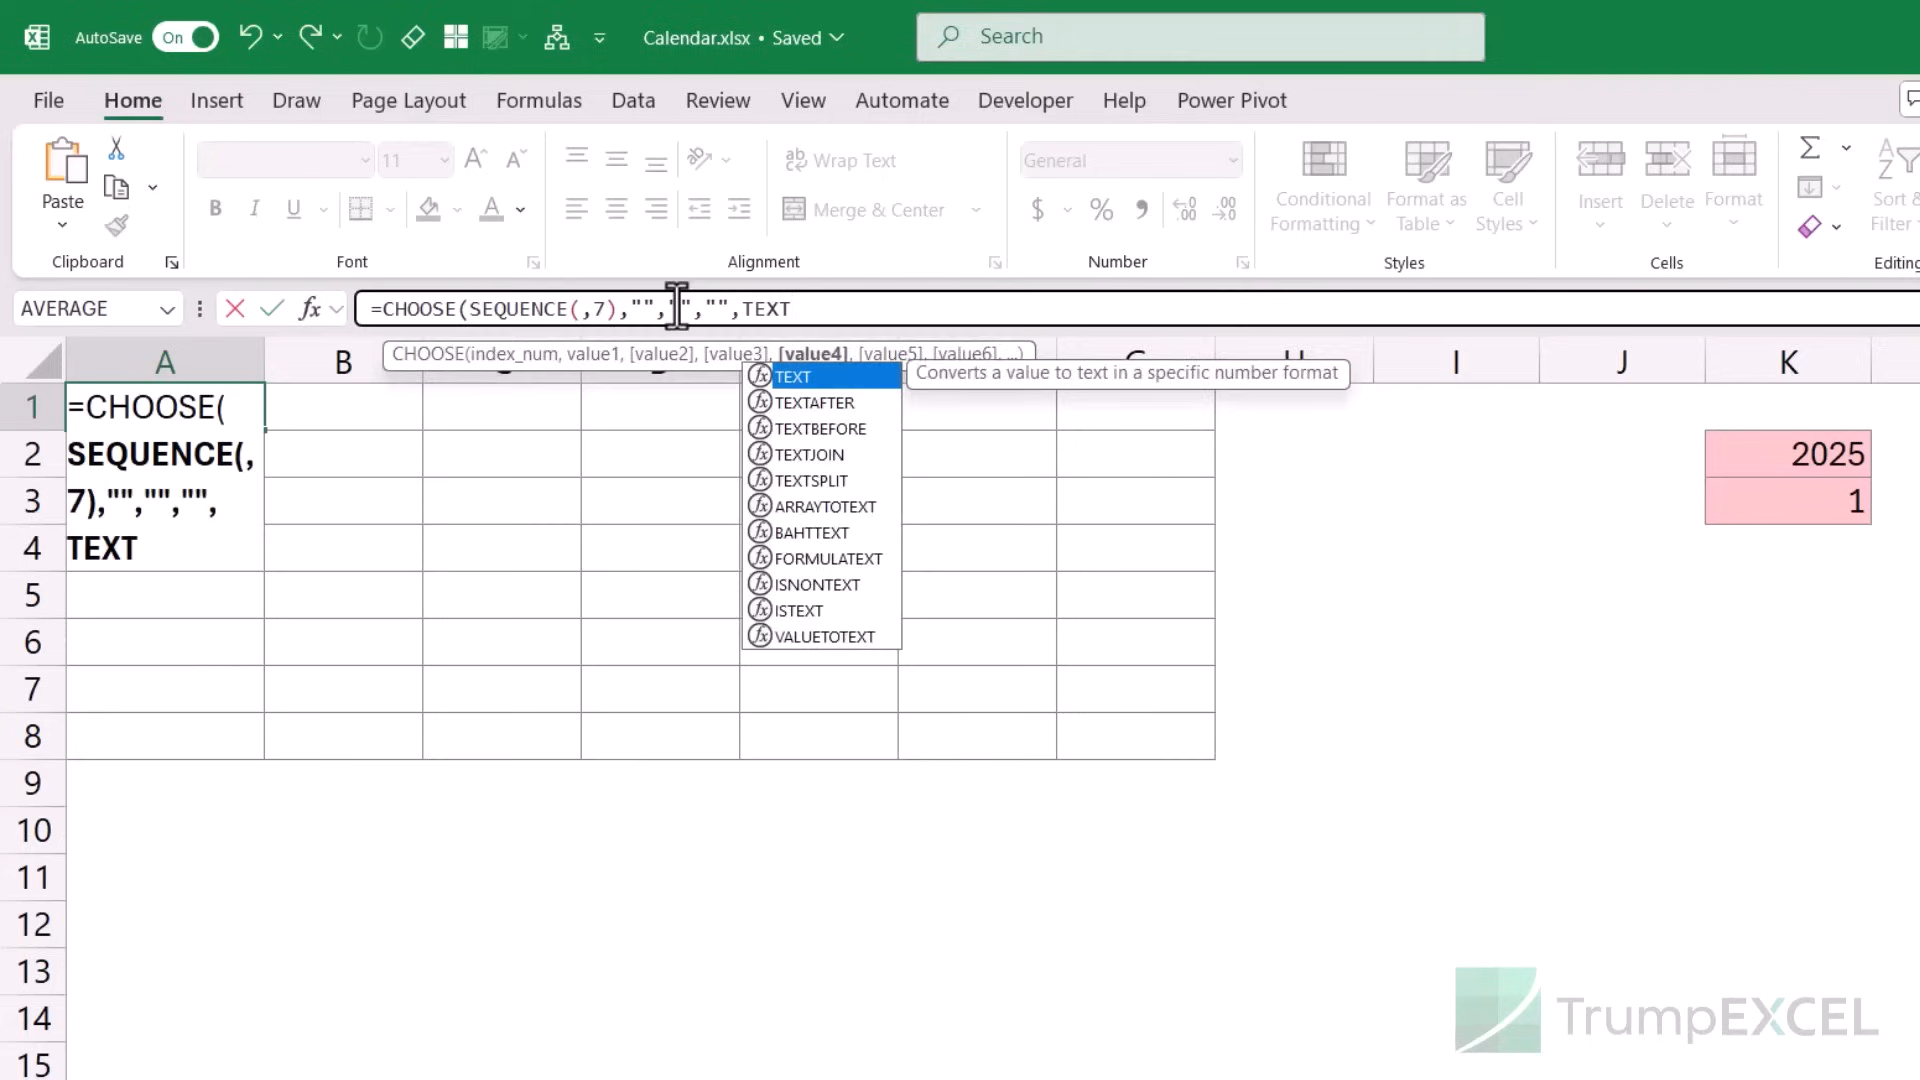 AutoSave On Calendar.xlsx • Saved Search
File Home Insert Draw Page Layout Formulas Data Review View Automate Developer Help Power Pivot
Paste
Clipboard
11
Font
Wrap Text
Merge & Center
Alignment
General
Number
Conditional Formatting
Format as Table
Cell Styles
Styles
Insert Delete Format
Cells
Sort &
Filter
Editing
AVERAGE fx =CHOOSE(SEQUENCE(,7),"","","",TEXT
CHOOSE(index_num, value1, [value2], [value3], [value4], [value5], [value6], ...)
TEXT Converts a value to text in a specific number format
TEXTAFTER
TEXTBEFORE
TEXTJOIN
TEXTSPLIT
ARRAYTOTEXT
BAHTTEXT
FORMULATEXT
ISNONTEXT
ISTEXT
VALUETOTEXT
A B I J K
1 =CHOOSE(
2 SEQUENCE(, 2025
3 7),"","","", 1
4 TEXT
5
6
7
8
9
10
11
12
13
14
15
TrumpEXCEL